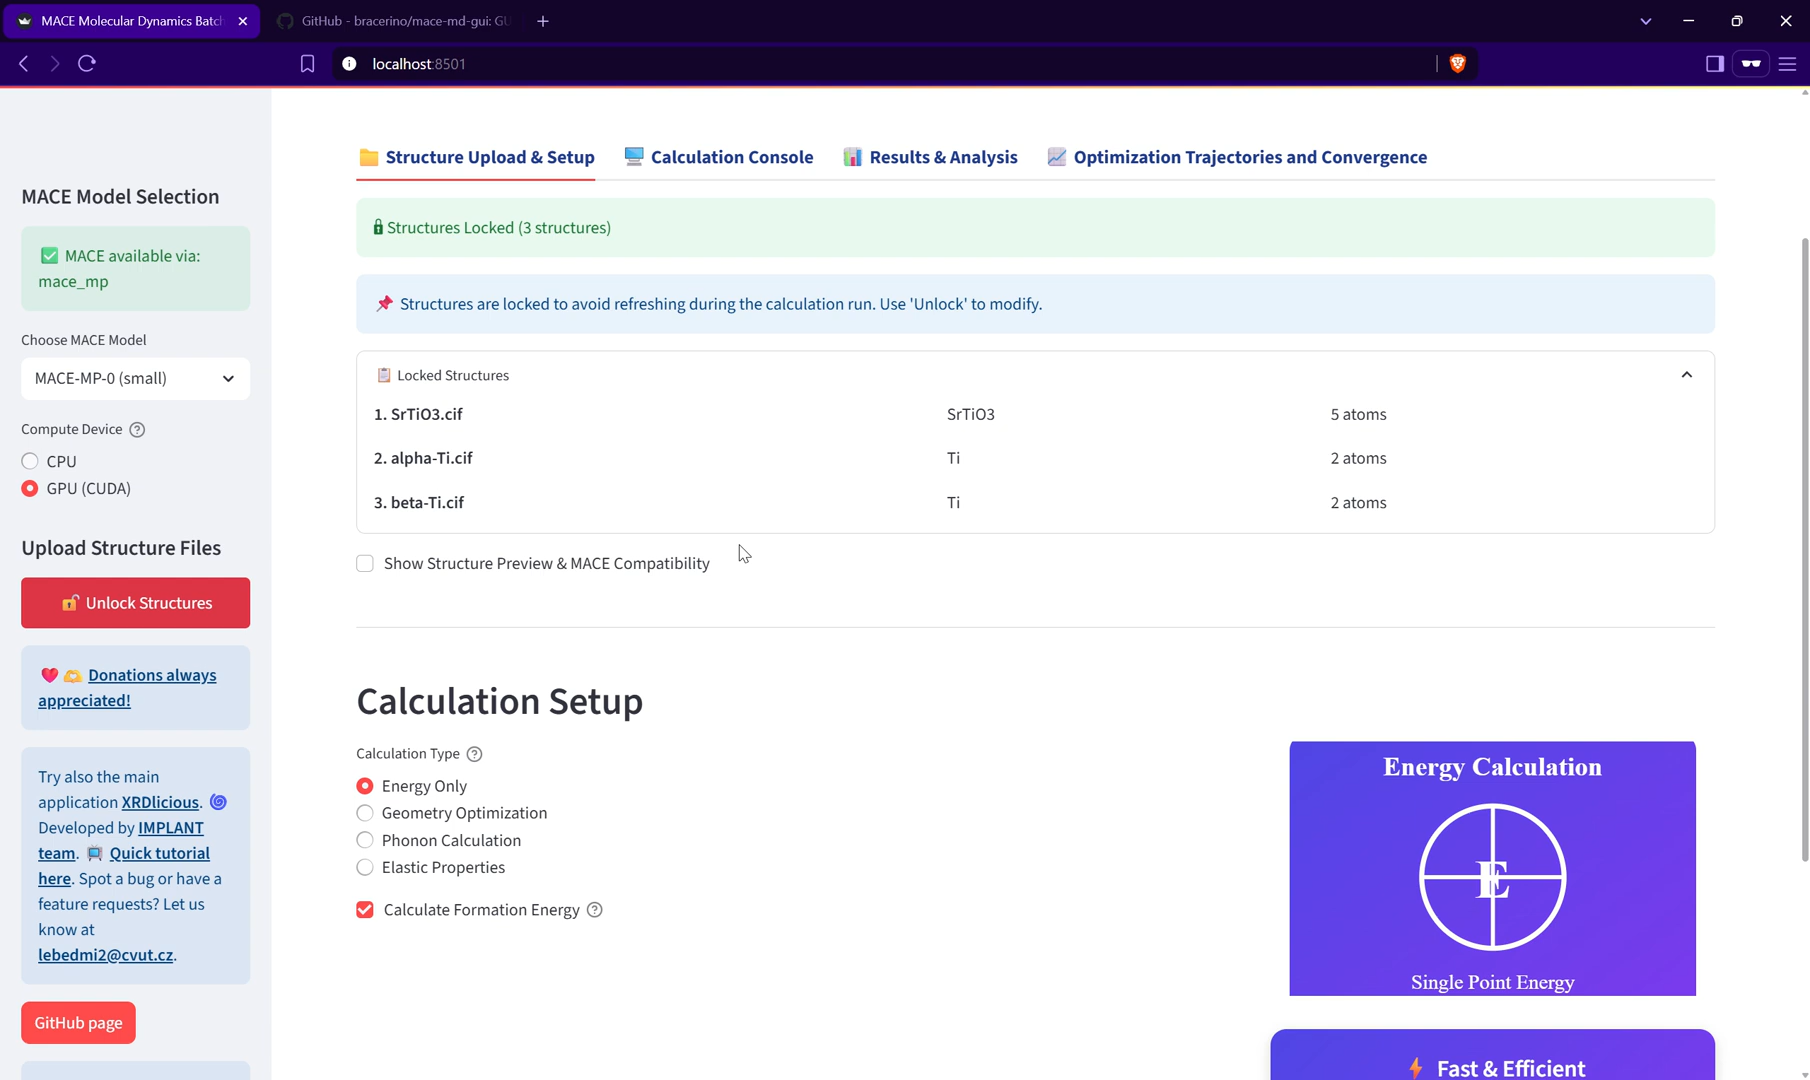 MACE Molecular Dynamics Batch
GitHub - bracerino/mace-md-gui: GU
localhost:8501
MACE Model Selection
✅ MACE available via:
mace_mp
Choose MACE Model
MACE-MP-0 (small)
Compute Device
CPU
GPU (CUDA)
Upload Structure Files
🔓 Unlock Structures
❤️ 🫶 Donations always
appreciated!
Try also the main
application XRDlicious. 🌀
Developed by IMPLANT
team. 📺 Quick tutorial
here. Spot a bug or have a
feature requests? Let us
know at
lebedmi2@cvut.cz.
GitHub page
📁 Structure Upload & Setup
🖥️ Calculation Console
📊 Results & Analysis
📈 Optimization Trajectories and Convergence
🔒 Structures Locked (3 structures)
📌 Structures are locked to avoid refreshing during the calculation run. Use 'Unlock' to modify.
📋 Locked Structures
1. SrTiO3.cif SrTiO3 5 atoms
2. alpha-Ti.cif Ti 2 atoms
3. beta-Ti.cif Ti 2 atoms
Show Structure Preview & MACE Compatibility
Calculation Setup
Calculation Type
Energy Only
Geometry Optimization
Phonon Calculation
Elastic Properties
Calculate Formation Energy
Energy Calculation
E
Single Point Energy
⚡ Fast & Efficient